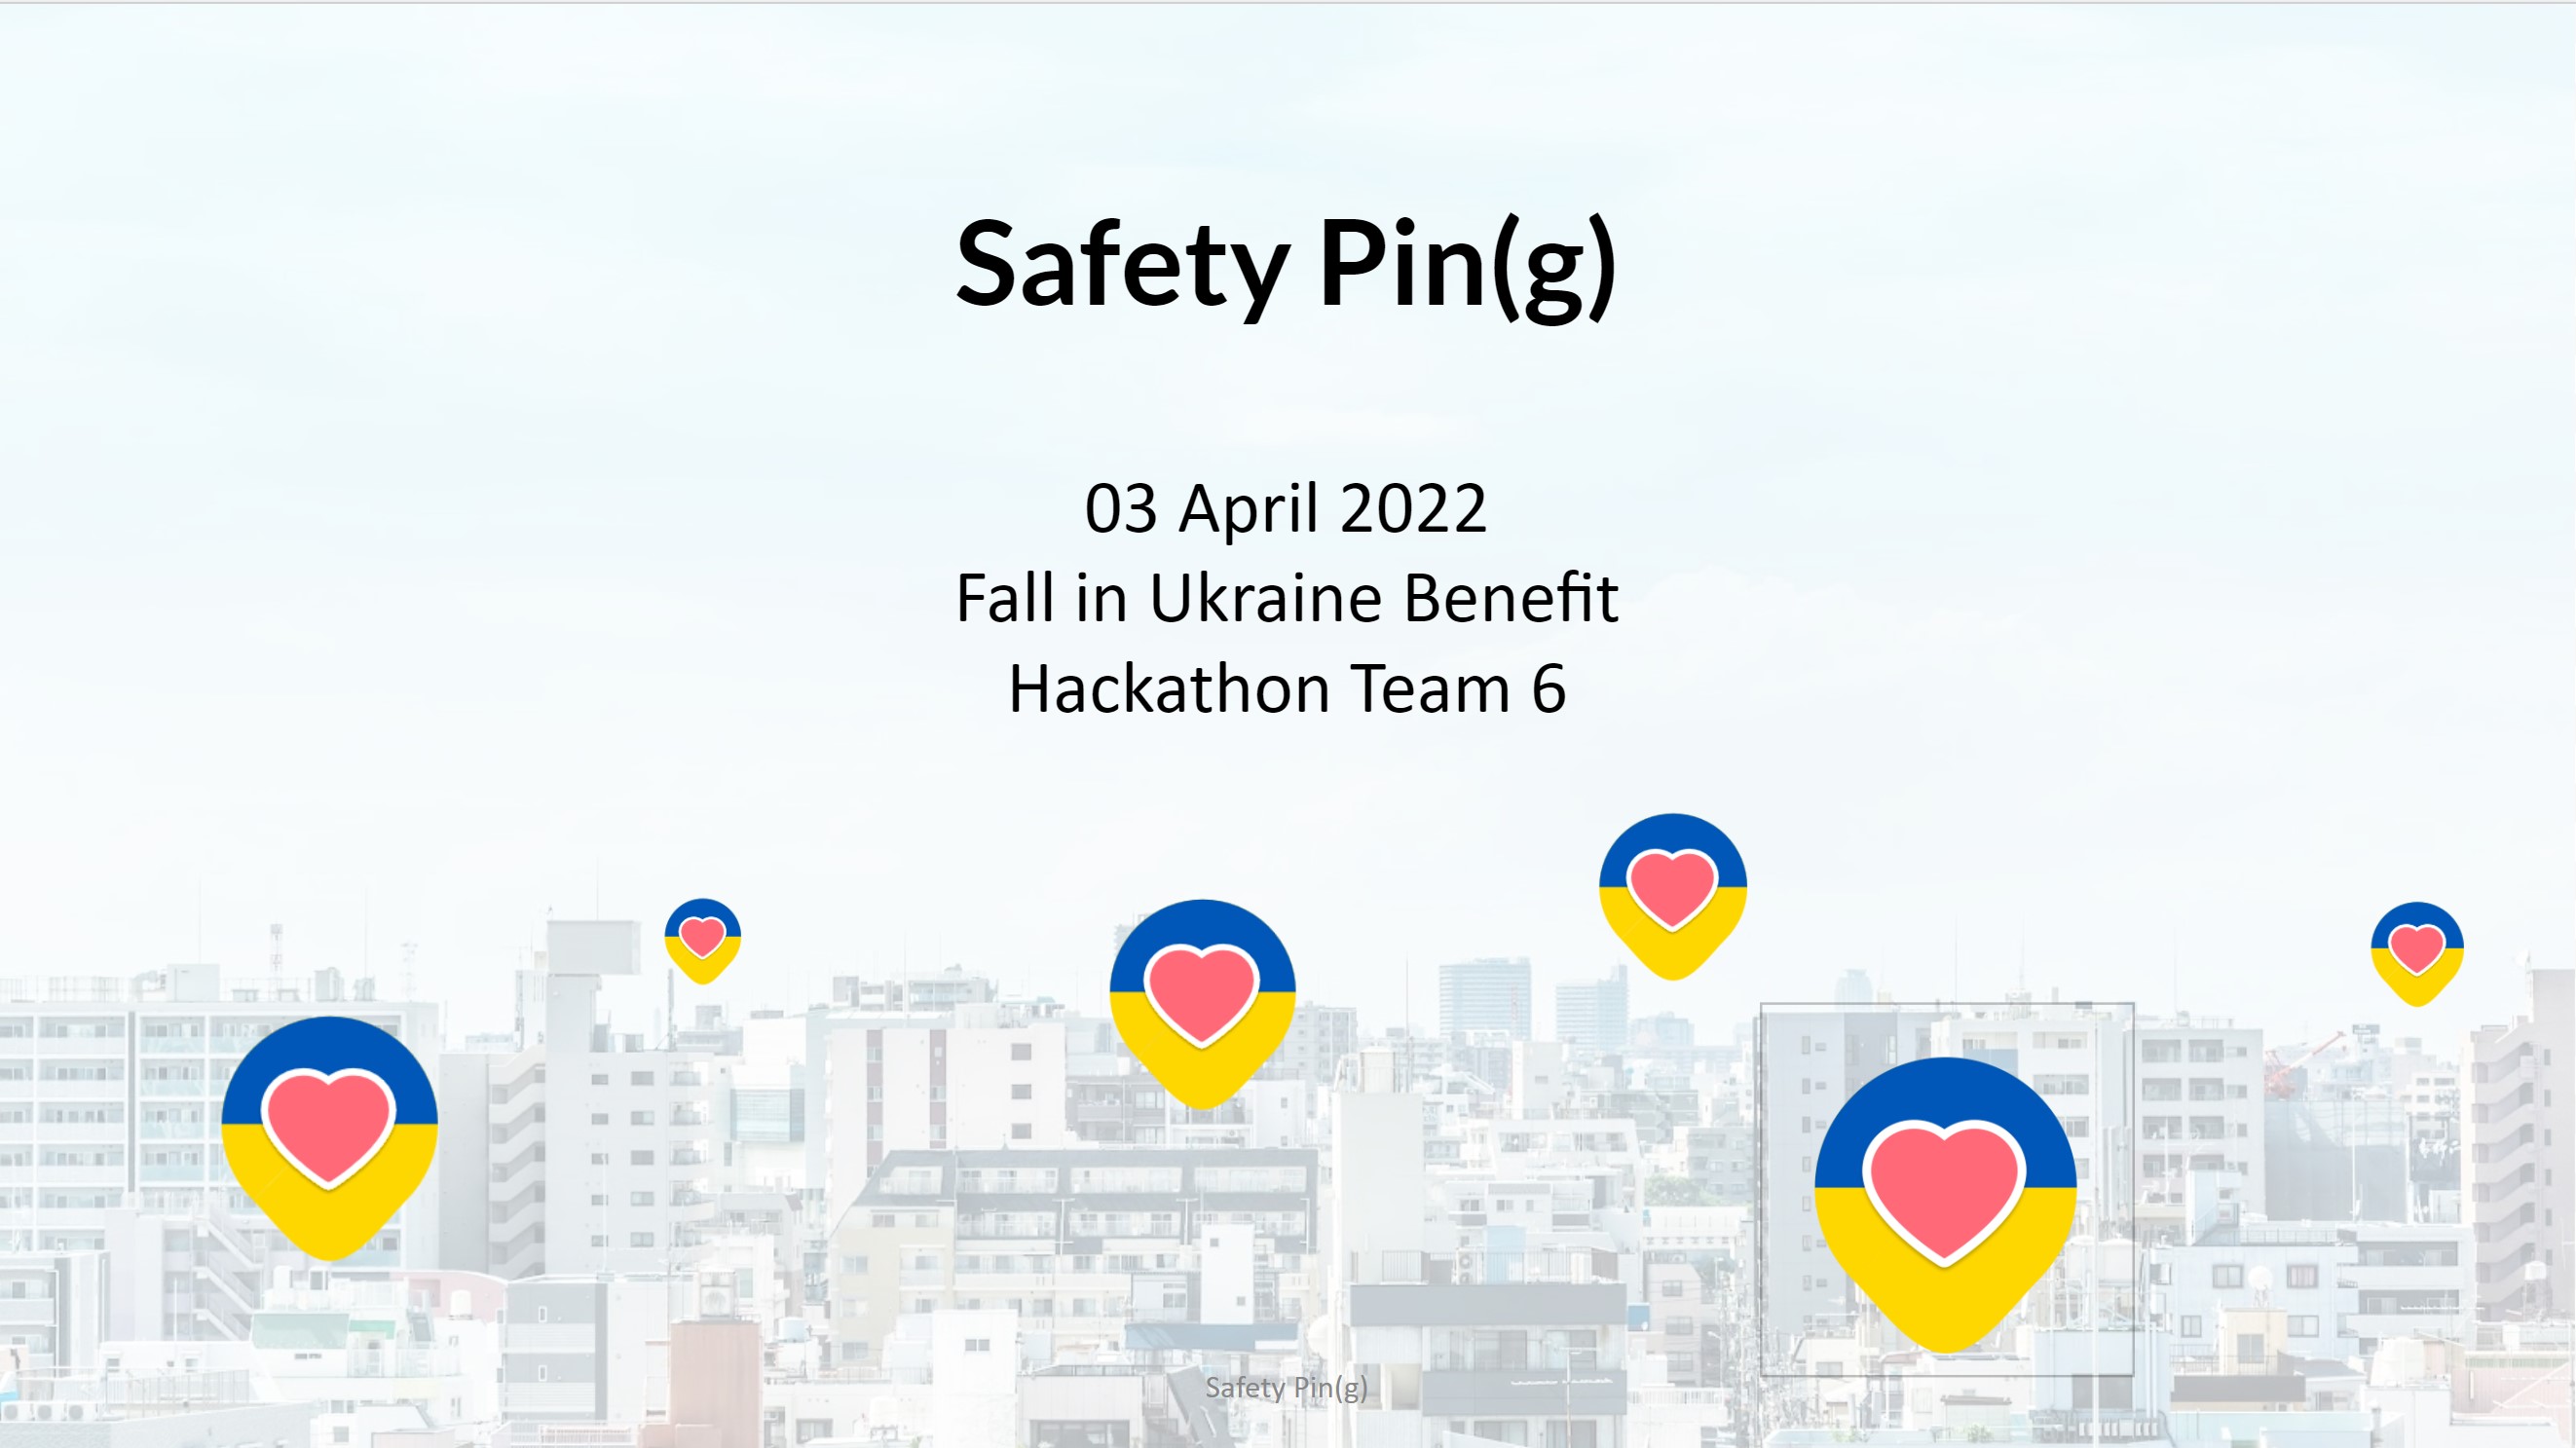 Safety Pin(g)
03 April 2022
Fall in Ukraine Benefit
Hackathon Team 6
Safety Pin(g)